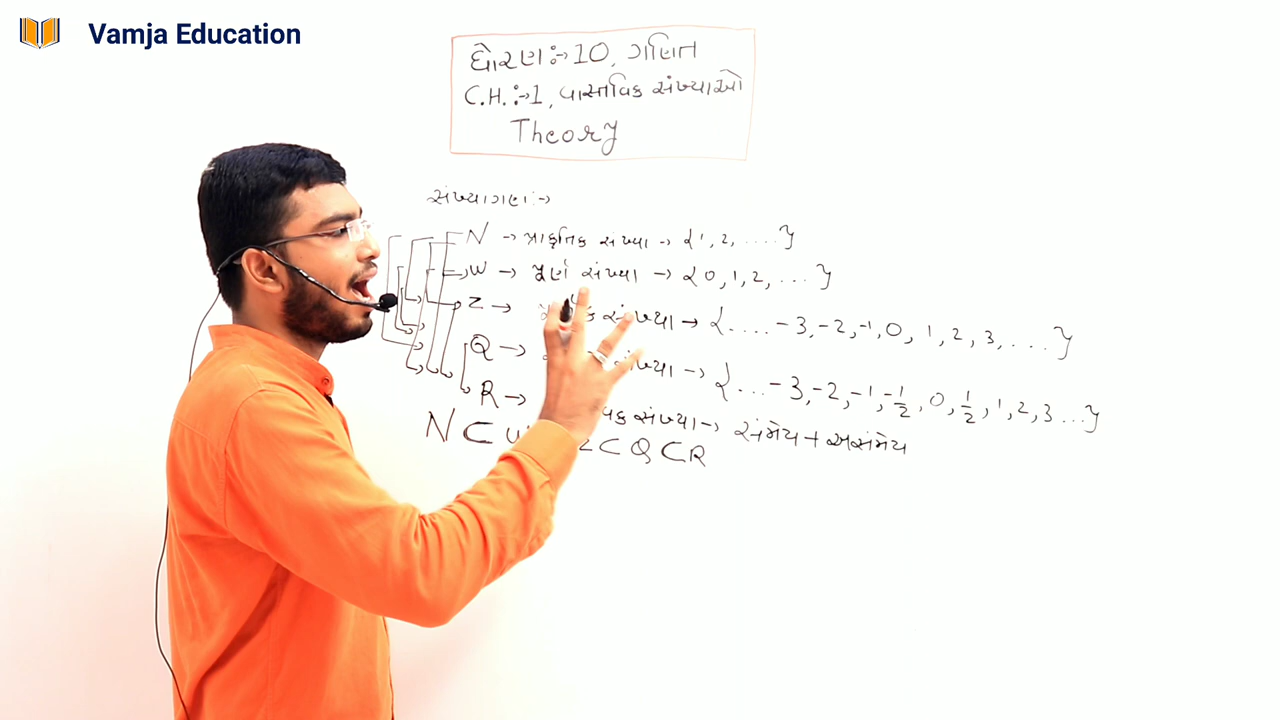 Vamja Education
ધોરણ:→10, ગણિત
C.H.:→1, વાસ્તવિક સંખ્યાઓ
Theory
સંખ્યાગણ:→
N → પ્રાકૃતિક સંખ્યા → {1, 2, ....}
W → પૂર્ણ સંખ્યા → {0, 1, 2, ...}
Z → સંખ્યા → {.... -3, -2, -1, 0, 1, 2, 3, ...}
Q → સંખ્યા → {... -3, -2, -1, -1/2, 0, 1/2, 1, 2, 3 ...}
R → સંખ્યા → સંમેય + અસંમેય
N ⊂ W Z ⊂ Q ⊂ R